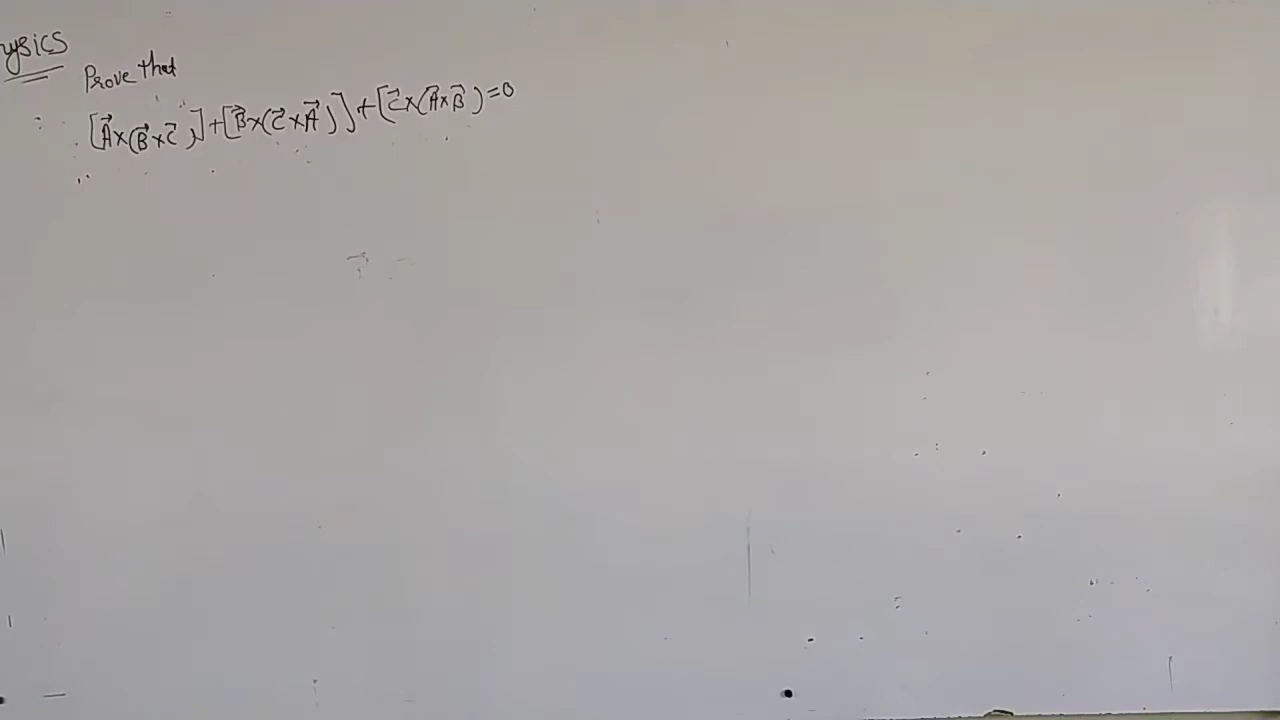 ysics
Prove that
[A⃗×(B⃗×C⃗)]+[B⃗×(C⃗×A⃗)]+[C⃗×(A⃗×B⃗)=0